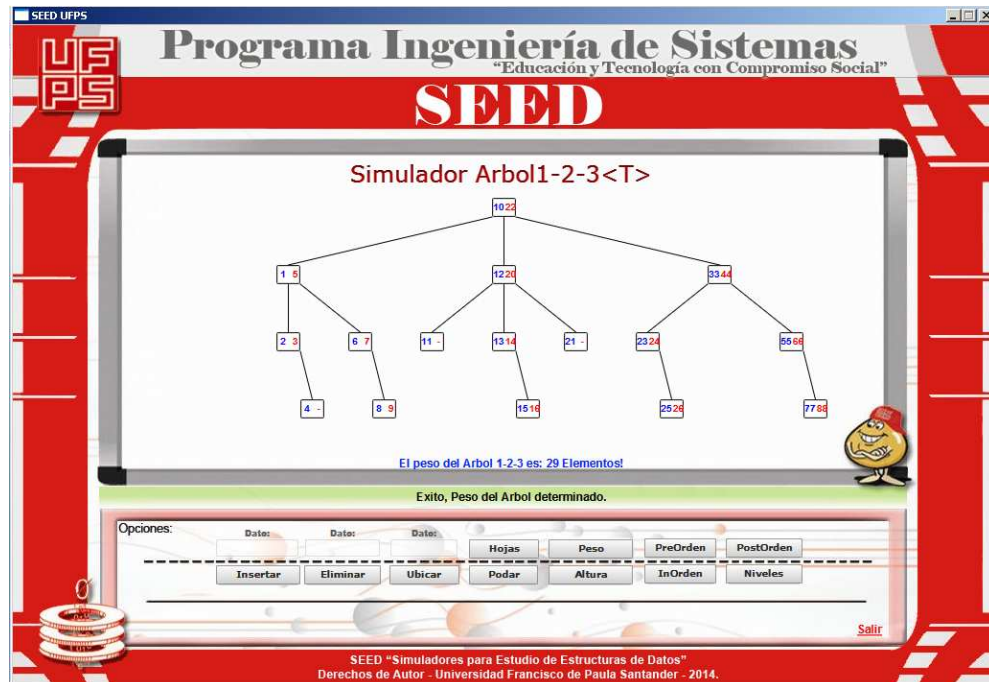 SEED UFPS
UF
PS
Programa Ingeniería de Sistemas
“Educación y Tecnología con Compromiso Social”
SEED
Simulador Arbol1-2-3<T>
10 22
1 5
12 20
33 44
2 3
6 7
11 -
13 14
21 -
23 24
55 66
4 -
8 9
15 16
25 26
77 88
El peso del Arbol 1-2-3 es: 29 Elementos!
Exito, Peso del Arbol determinado.
Opciones:
Dato: Dato: Dato:
Hojas Peso PreOrden PostOrden
Insertar Eliminar Ubicar Podar Altura InOrden Niveles
Salir
SEED “Simuladores para Estudio de Estructuras de Datos”
Derechos de Autor - Universidad Francisco de Paula Santander - 2014.